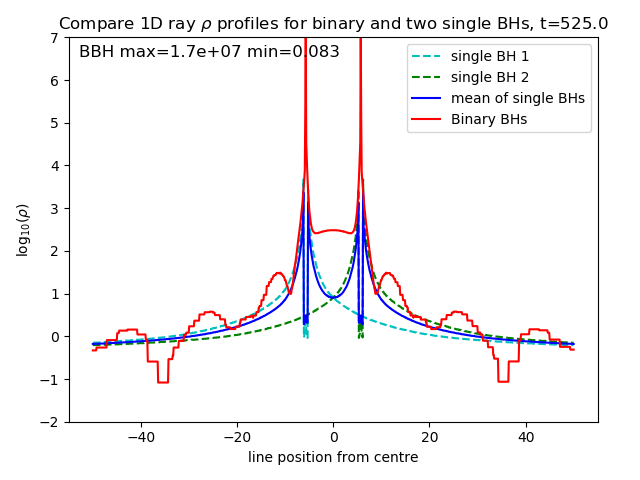 Compare 1D ray ρ profiles for binary and two single BHs, t=525.0
BBH max=1.7e+07 min=0.083
single BH 1
single BH 2
mean of single BHs
Binary BHs
7
6
5
4
3
2
1
0
−1
−2
log₁₀(ρ)
−40 −20 0 20 40
line position from centre